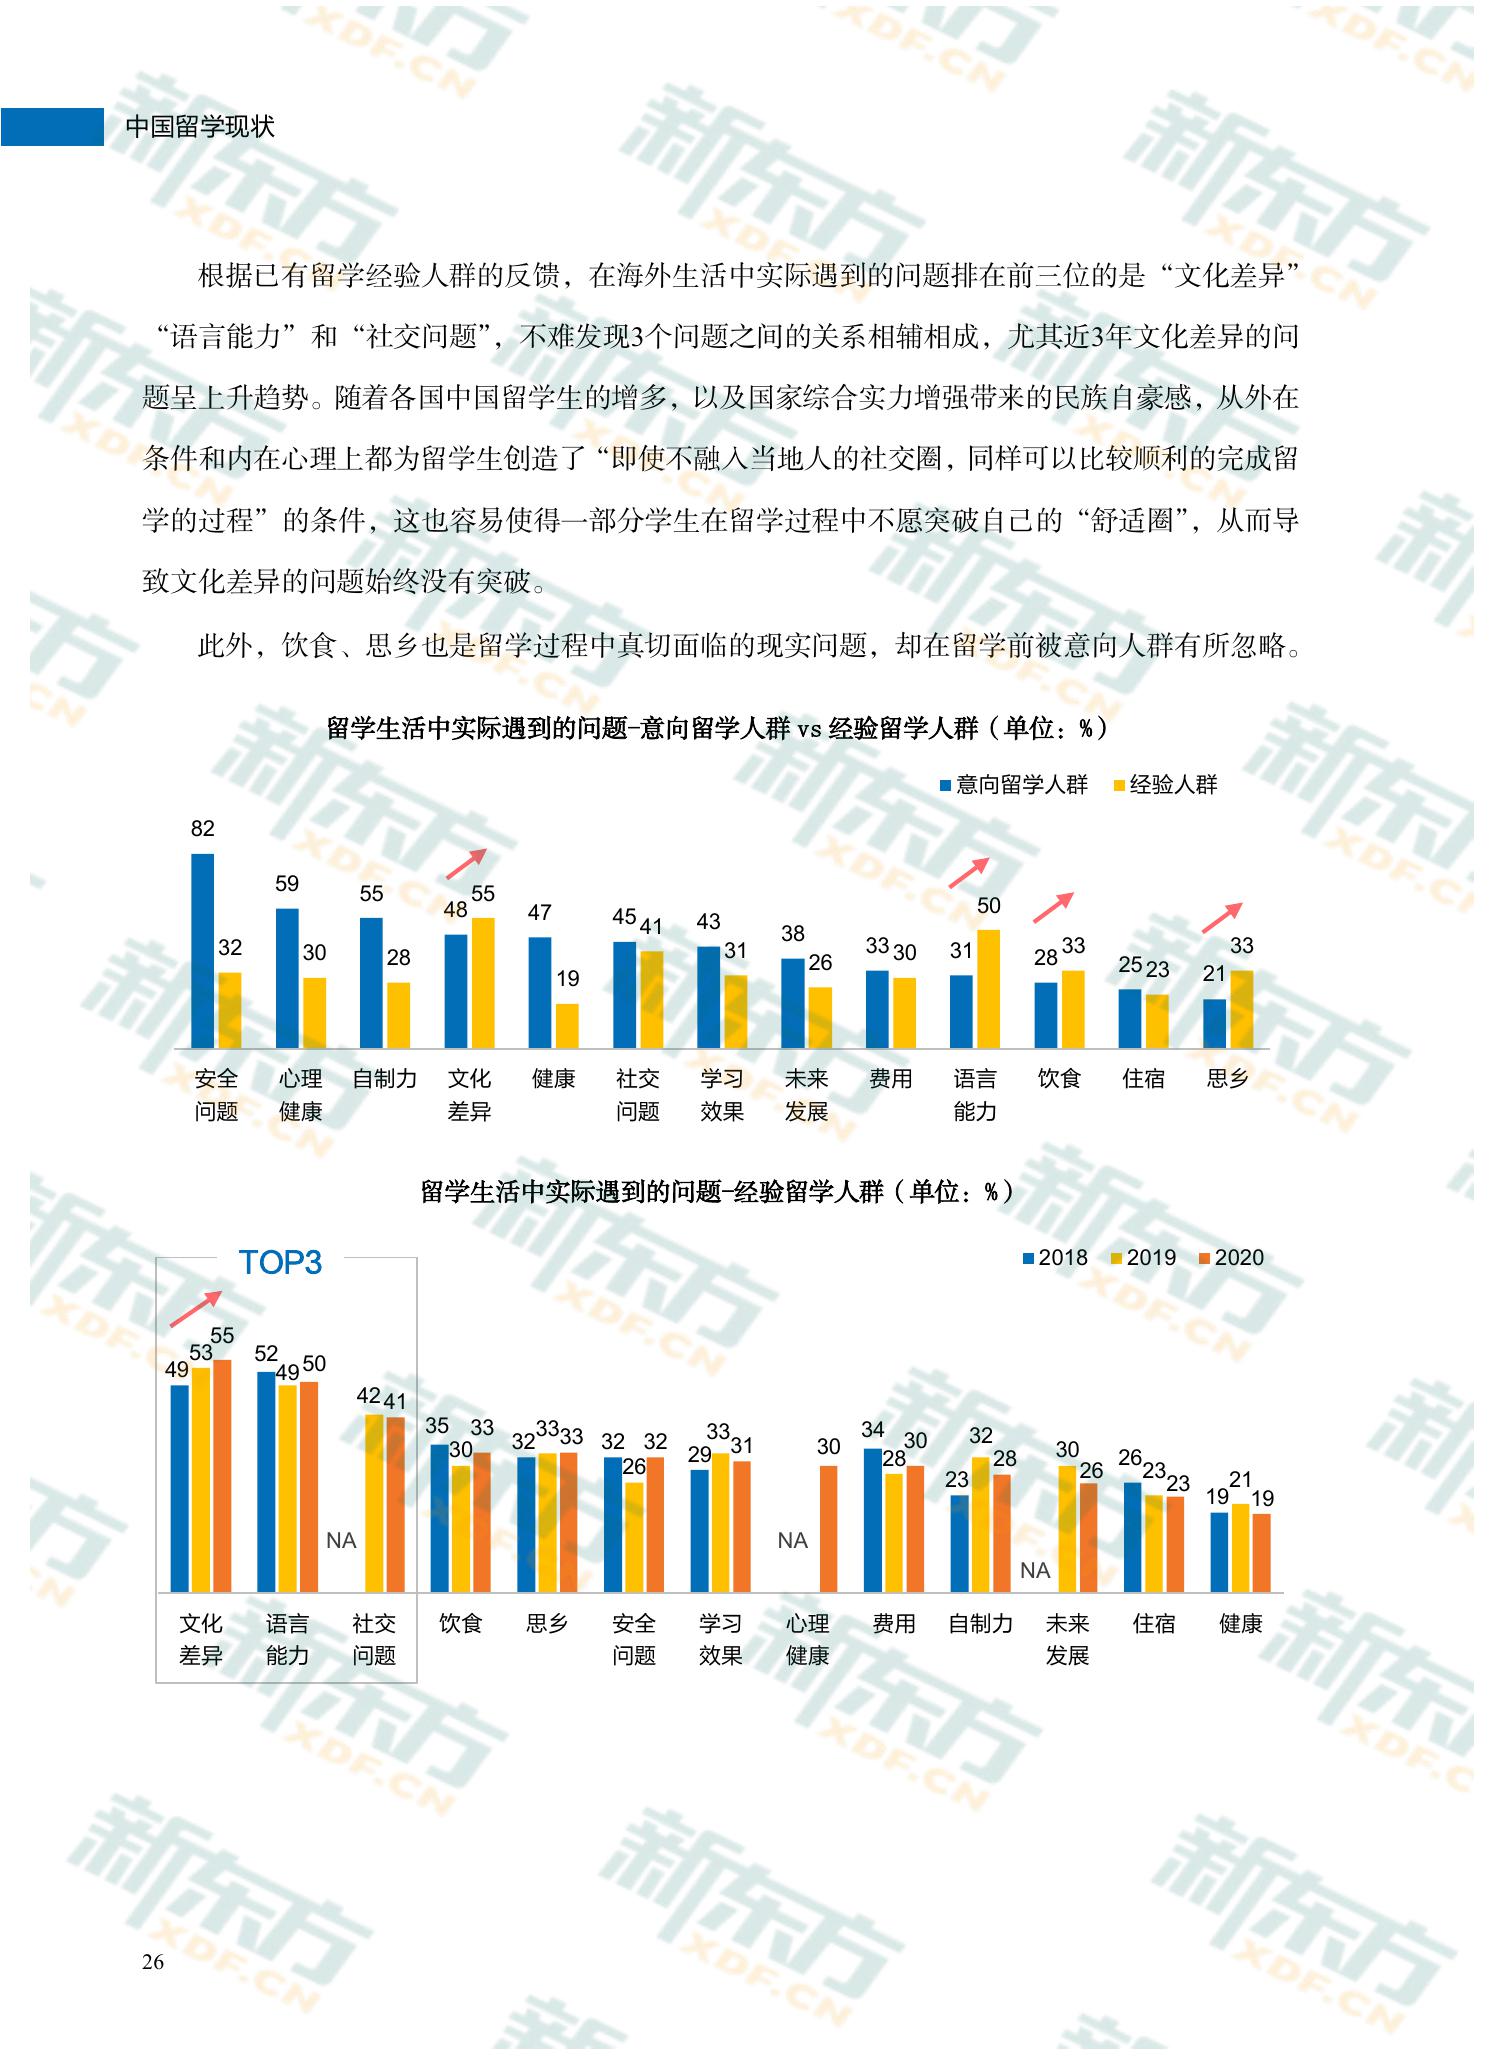 中国留学现状
根据已有留学经验人群的反馈，在海外生活中实际遇到的问题排在前三位的是“文化差异”
“语言能力”和“社交问题”，不难发现3个问题之间的关系相辅相成，尤其近3年文化差异的问
题呈上升趋势。随着各国中国留学生的增多，以及国家综合实力增强带来的民族自豪感，从外在
条件和内在心理上都为留学生创造了“即使不融入当地人的社交圈，同样可以比较顺利的完成留
学的过程”的条件，这也容易使得一部分学生在留学过程中不愿突破自己的“舒适圈”，从而导
致文化差异的问题始终没有突破。
此外，饮食、思乡也是留学过程中真切面临的现实问题，却在留学前被意向人群有所忽略。
留学生活中实际遇到的问题-意向留学人群 vs 经验留学人群（单位：%）
意向留学人群 经验人群
82 32 59 30 55 28 48 55 47 19 45 41 43 31 38 26 33 30 31 50 28 33 25 23 21 33
安全 心理 自制力 文化 健康 社交 学习 未来 费用 语言 饮食 住宿 思乡
问题 健康 差异 问题 效果 发展 能力
留学生活中实际遇到的问题-经验留学人群（单位：%）
TOP3
2018 2019 2020
49 53 55 52 49 50 NA 42 41 35 30 33 32 33 33 32 26 32 29 33 31 NA 30 34 28 30 23 32 28 NA 30 26 26 23 23 19 21 19
文化 语言 社交 饮食 思乡 安全 学习 心理 费用 自制力 未来 住宿 健康
差异 能力 问题 问题 效果 健康 发展
26
新东方
XDF.CN